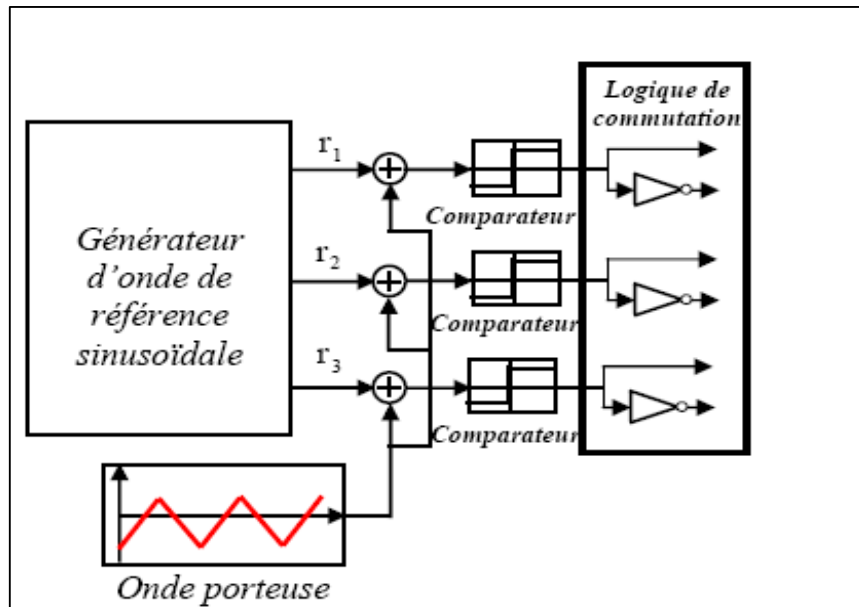 Logique de
commutation
r1
Comparateur
Générateur
d'onde de
référence
sinusoïdale
r2
Comparateur
r3
Comparateur
Onde porteuse